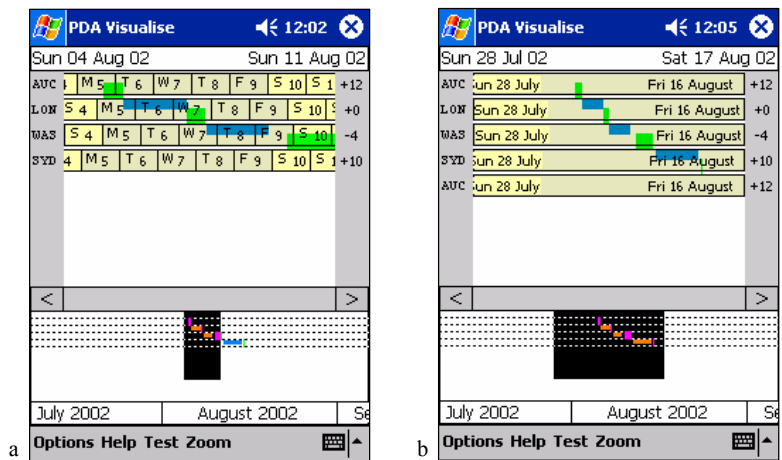 PDA Visualise 12:02
Sun 04 Aug 02 Sun 11 Aug 02
AUC M 5 T 6 W 7 T 8 F 9 S 10 S 1 +12
LON S 4 M 5 T 6 W 7 T 8 F 9 S 10 S +0
WAS S 4 M 5 T 6 W 7 T 8 F 9 S 10 -4
SYD 4 M 5 T 6 W 7 T 8 F 9 S 10 S 1 +10
< >
July 2002 August 2002 Se
Options Help Test Zoom
a
PDA Visualise 12:05
Sun 28 Jul 02 Sat 17 Aug 02
AUC un 28 July Fri 16 August +12
LON Sun 28 July Fri 16 August +0
WAS Sun 28 July Fri 16 August -4
SYD un 28 July Fri 16 August +10
AUC un 28 July Fri 16 August +12
< >
July 2002 August 2002 Se
Options Help Test Zoom
b